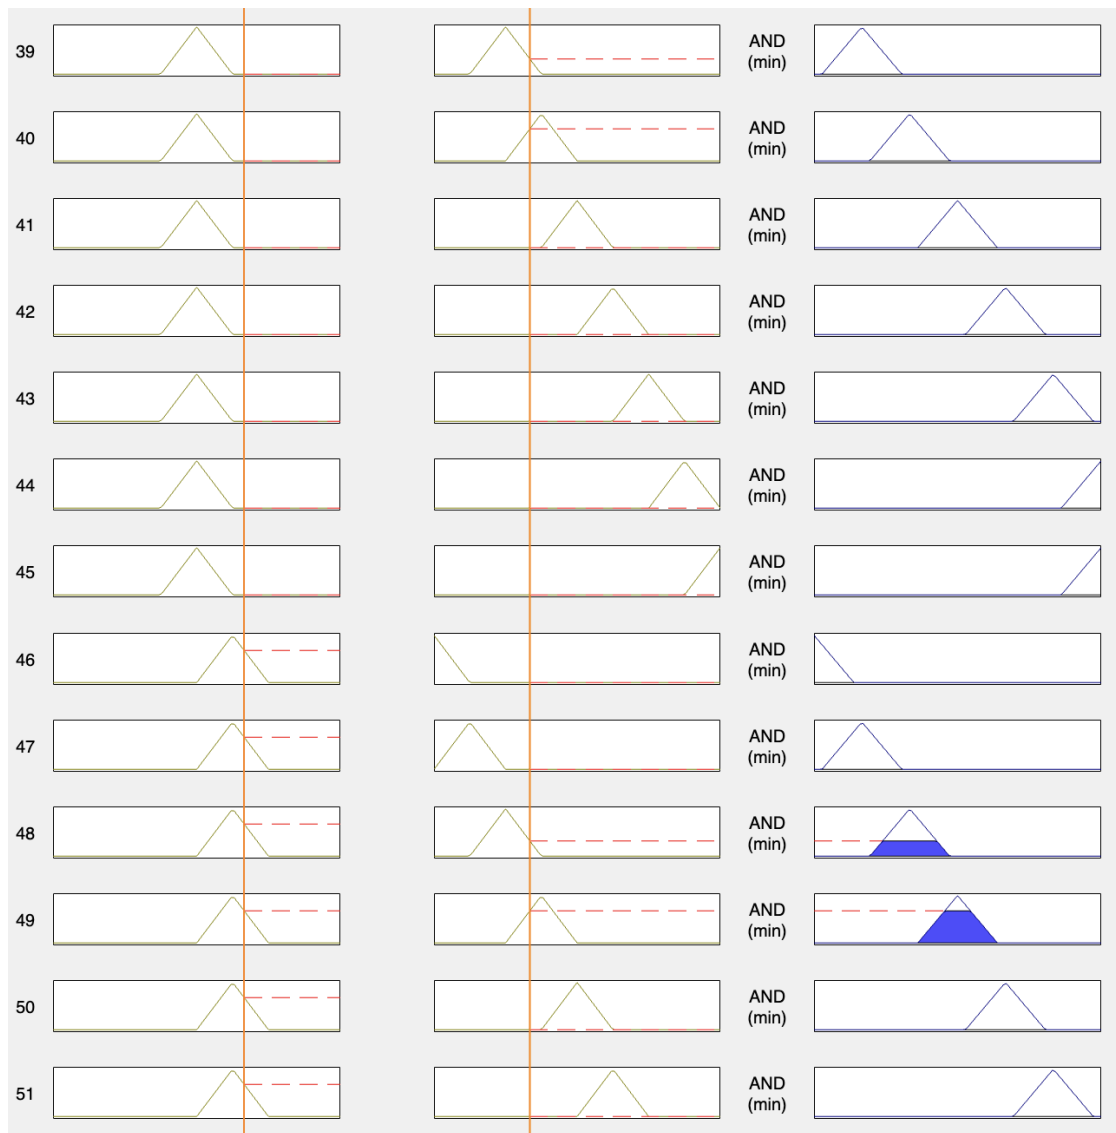 39 AND
(min)
40 AND
(min)
41 AND
(min)
42 AND
(min)
43 AND
(min)
44 AND
(min)
45 AND
(min)
46 AND
(min)
47 AND
(min)
48 AND
(min)
49 AND
(min)
50 AND
(min)
51 AND
(min)